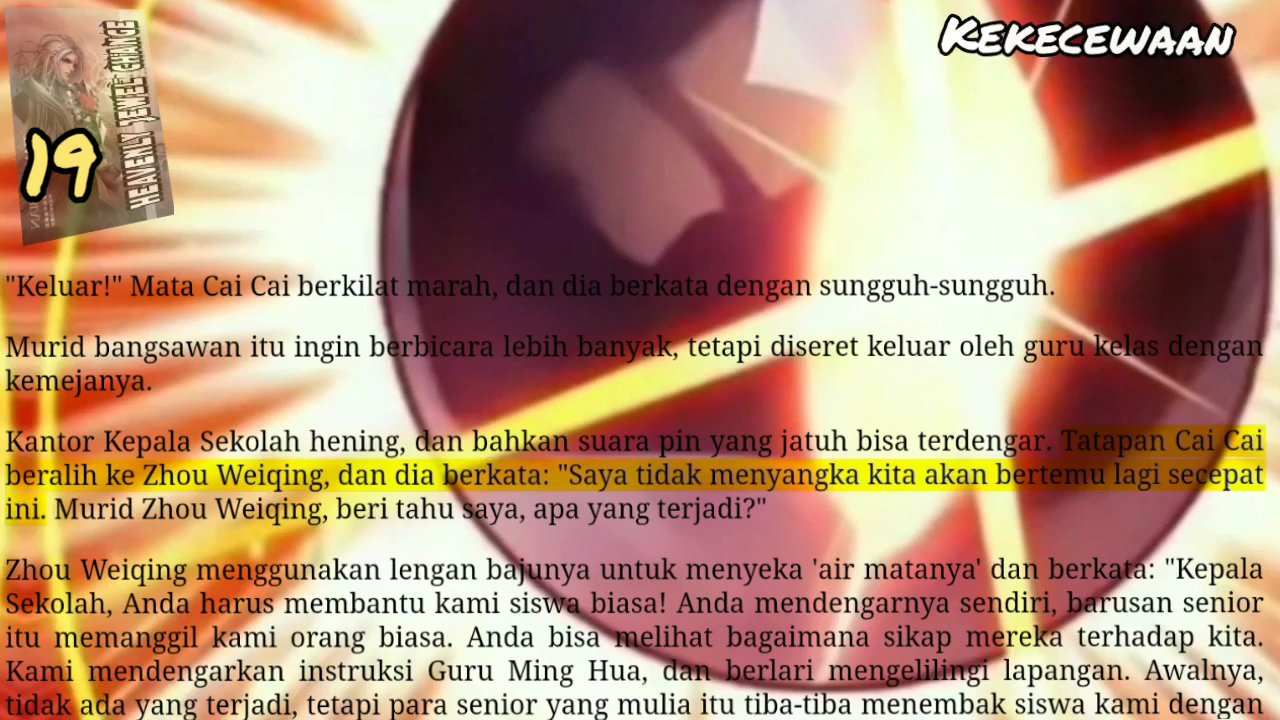 Kekecewaan
HEAVENLY JEWEL CHANGE
19
"Keluar!" Mata Cai Cai berkilat marah, dan dia berkata dengan sungguh-sungguh.
Murid bangsawan itu ingin berbicara lebih banyak, tetapi diseret keluar oleh guru kelas dengan
kemejanya.
Kantor Kepala Sekolah hening, dan bahkan suara pin yang jatuh bisa terdengar. Tatapan Cai Cai
beralih ke Zhou Weiqing, dan dia berkata: "Saya tidak menyangka kita akan bertemu lagi secepat
ini. Murid Zhou Weiqing, beri tahu saya, apa yang terjadi?"
Zhou Weiqing menggunakan lengan bajunya untuk menyeka 'air matanya' dan berkata: "Kepala
Sekolah, Anda harus membantu kami siswa biasa! Anda mendengarnya sendiri, barusan senior
itu memanggil kami orang biasa. Anda bisa melihat bagaimana sikap mereka terhadap kita.
Kami mendengarkan instruksi Guru Ming Hua, dan berlari mengelilingi lapangan. Awalnya,
tidak ada yang terjadi, tetapi para senior yang mulia itu tiba-tiba menembak siswa kami dengan